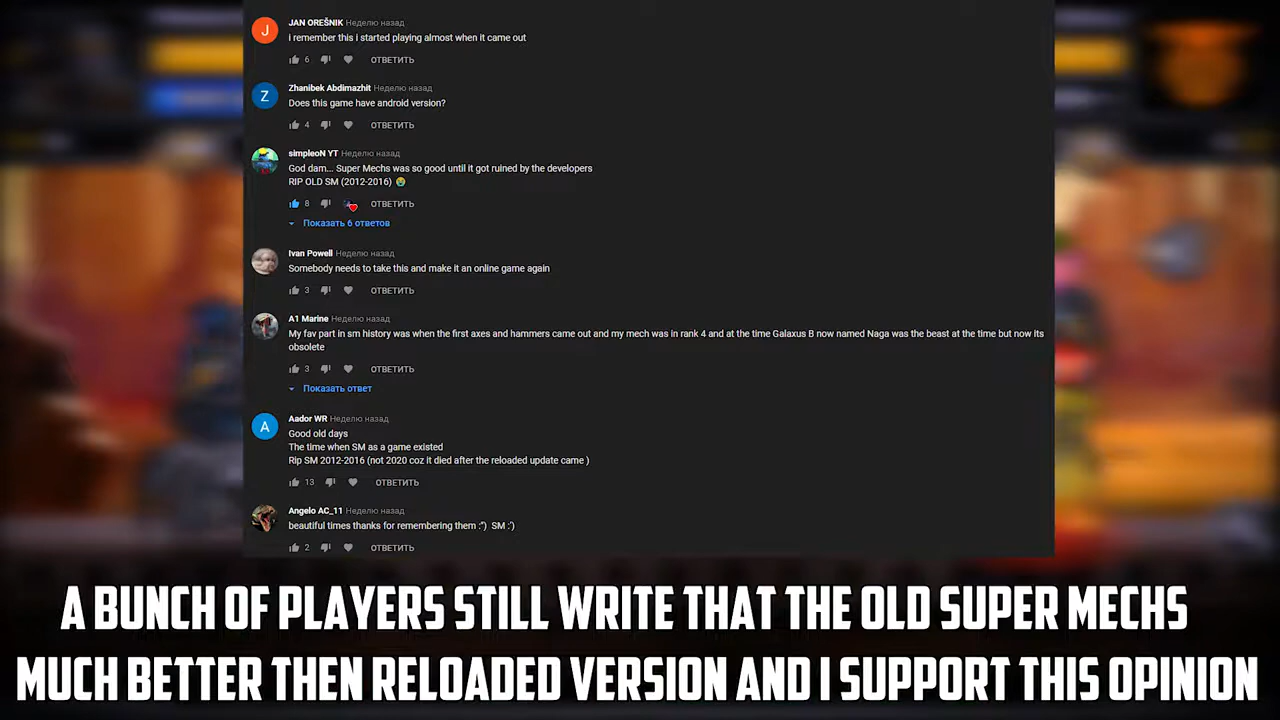 J
JAN OREŠNIK Неделю назад
i remember this i started playing almost when it came out
6 ОТВЕТИТЬ
Z
Zhanibek Abdimazhit Неделю назад
Does this game have android version?
4 ОТВЕТИТЬ
simpleoN YT Неделю назад
God dam... Super Mechs was so good until it got ruined by the developers
RIP OLD SM (2012-2016) 😭
8 ОТВЕТИТЬ
Показать 6 ответов
Ivan Powell Неделю назад
Somebody needs to take this and make it an online game again
3 ОТВЕТИТЬ
A1 Marine Неделю назад
My fav part in sm history was when the first axes and hammers came out and my mech was in rank 4 and at the time Galaxus B now named Naga was the beast at the time but now its
obsolete
3 ОТВЕТИТЬ
Показать ответ
A
Aador WR Неделю назад
Good old days
The time when SM as a game existed
Rip SM 2012-2016 (not 2020 coz it died after the reloaded update came )
13 ОТВЕТИТЬ
Angelo AC_11 Неделю назад
beautiful times thanks for remembering them :") SM :')
2 ОТВЕТИТЬ
A BUNCH OF PLAYERS STILL WRITE THAT THE OLD SUPER MECHS
MUCH BETTER THEN RELOADED VERSION AND I SUPPORT THIS OPINION